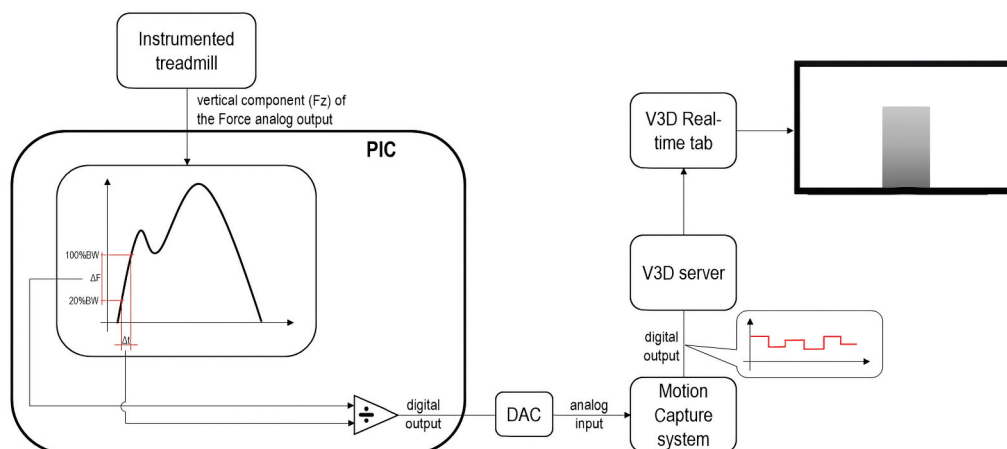 Instrumented
treadmill
vertical component (Fz) of
the Force analog output
PIC
100%BW
ΔF
20%BW
Δt
÷
digital
output
DAC
analog
input
Motion
Capture
system
digital
output
V3D server
V3D Real-
time tab